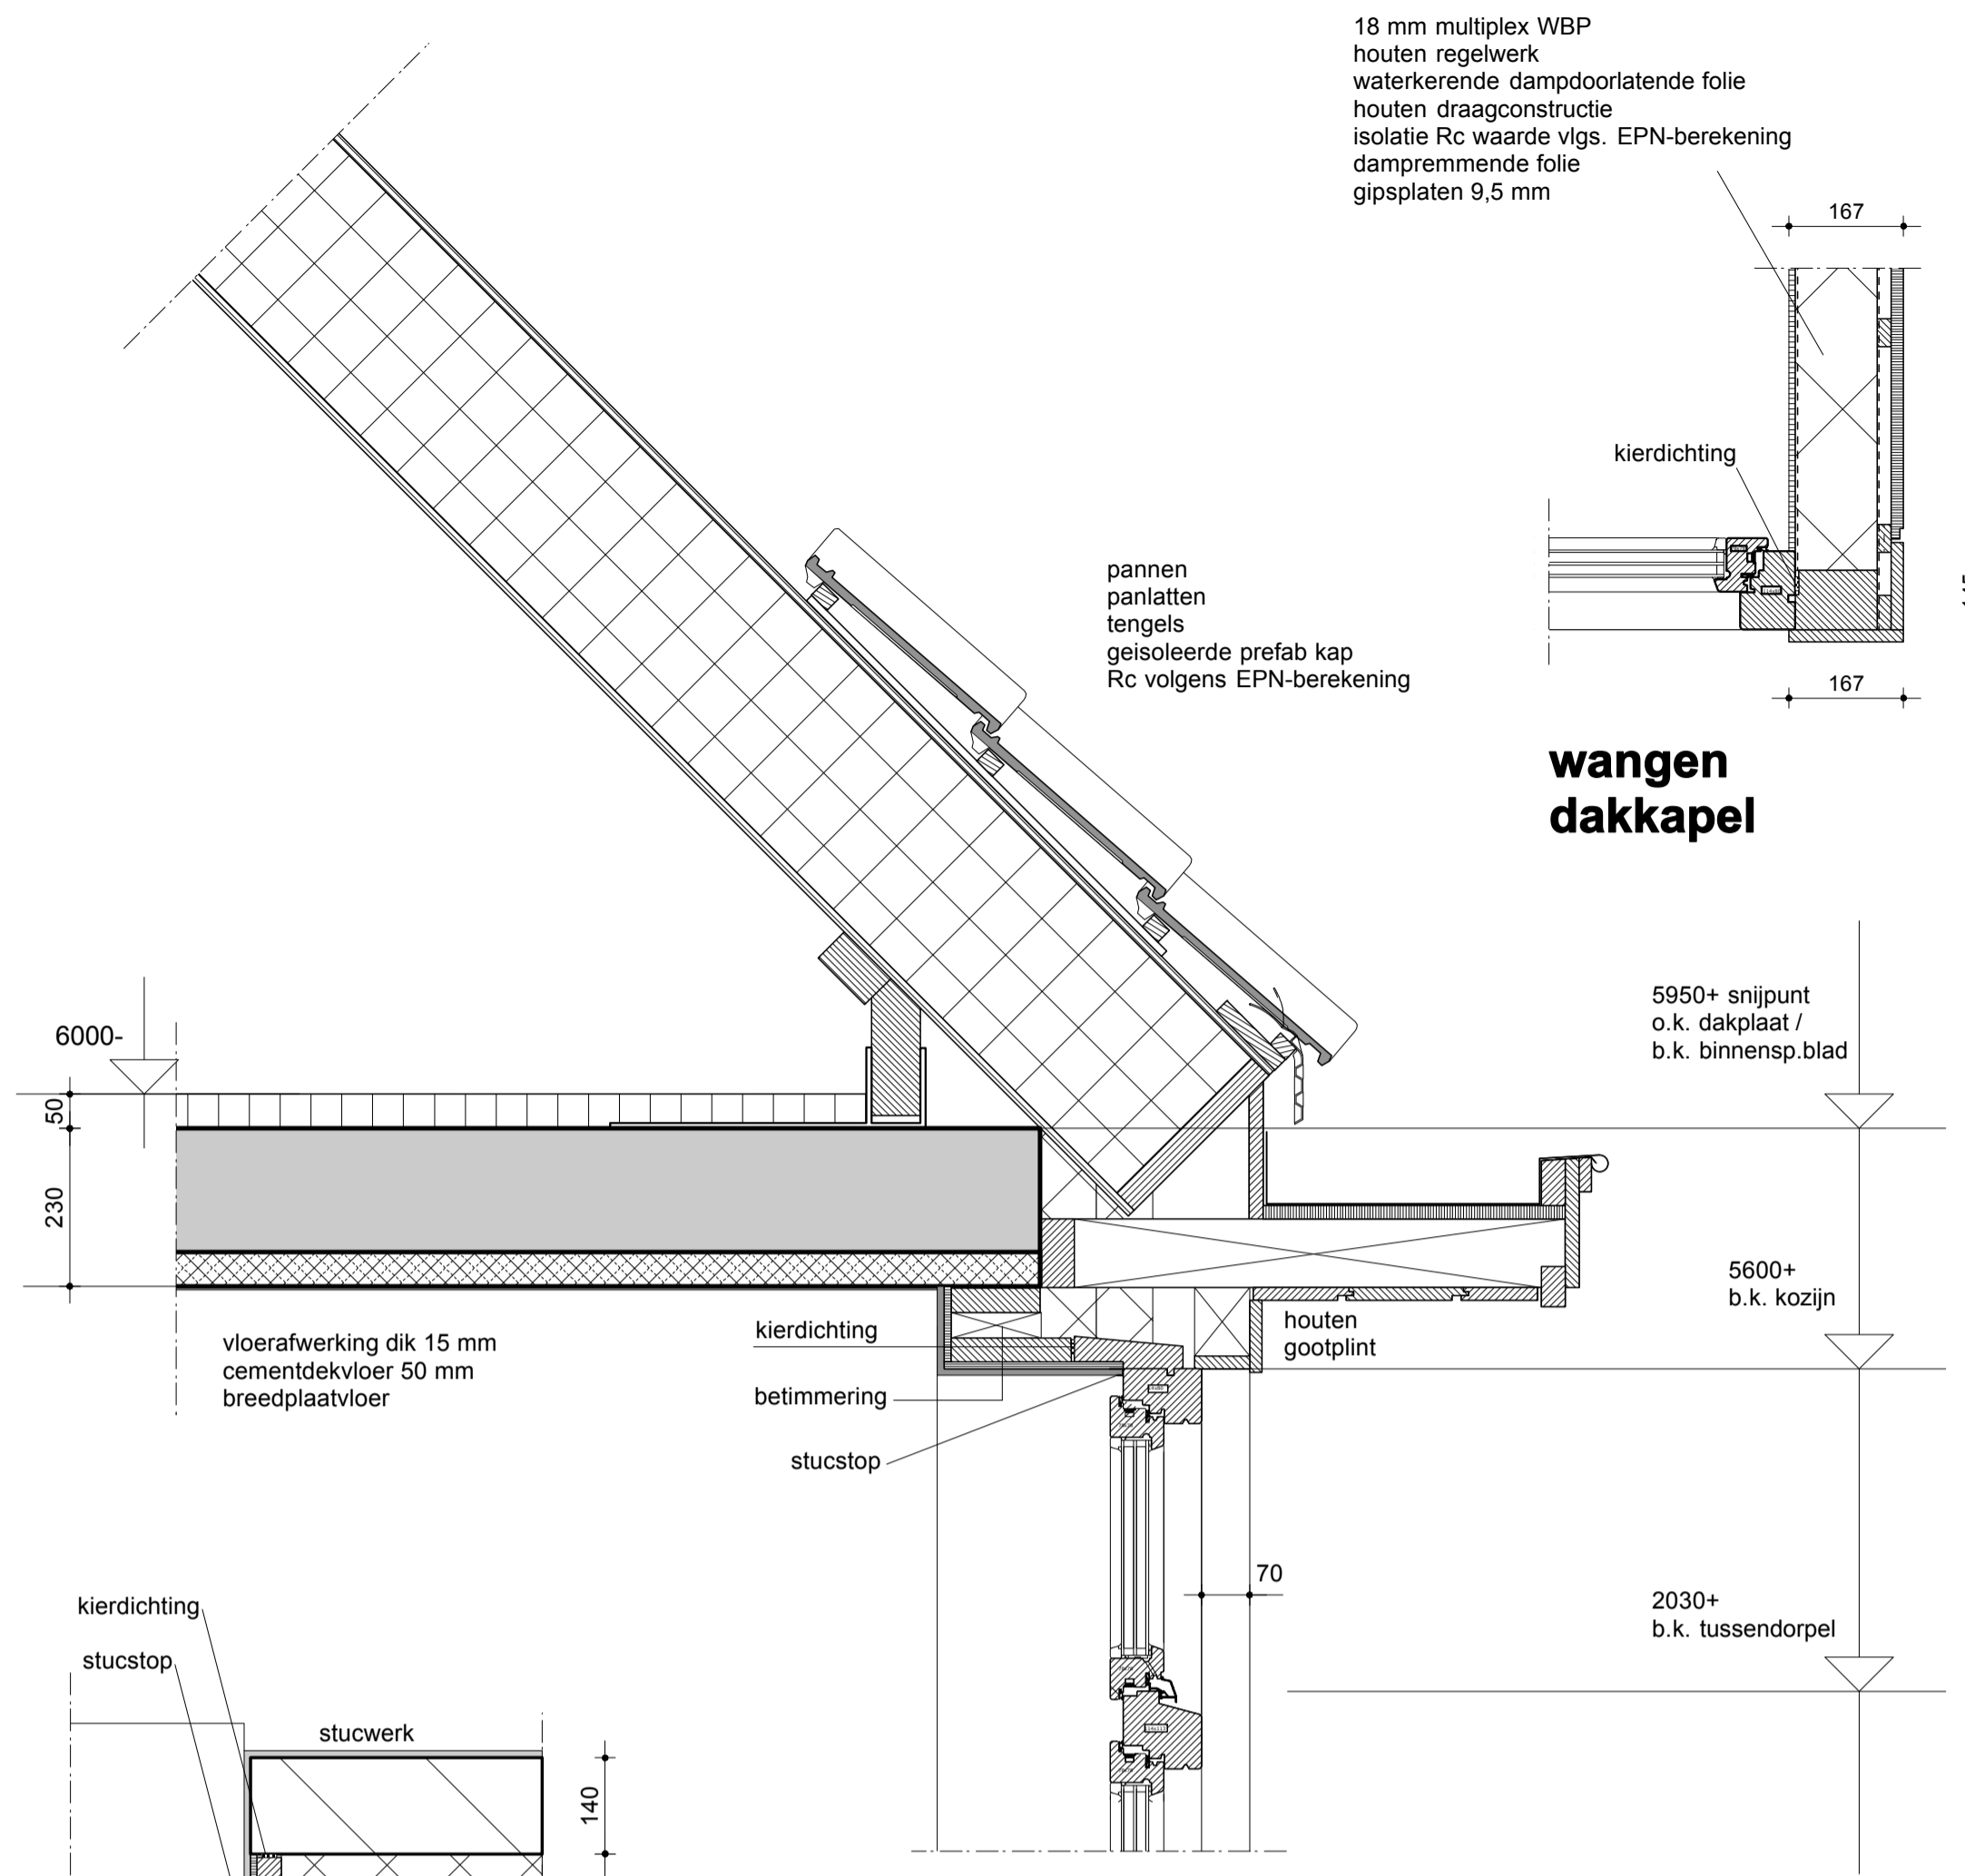 18 mm multiplex WBP
houten regelwerk
waterkerende dampdoorlatende folie
houten draagconstructie
isolatie Rc waarde vlgs. EPN-berekening
dampremmende folie
gipsplaten 9,5 mm
167
kierdichting
167
wangen
dakkapel
pannen
panlatten
tengels
geisoleerde prefab kap
Rc volgens EPN-berekening
5950+ snijpunt
o.k. dakplaat /
b.k. binnensp.blad
6000-
50
230
5600+
b.k. kozijn
houten
gootplint
vloerafwerking dik 15 mm
cementdekvloer 50 mm
breedplaatvloer
kierdichting
betimmering
stucstop
70
2030+
b.k. tussendorpel
kierdichting
stucstop
stucwerk
140